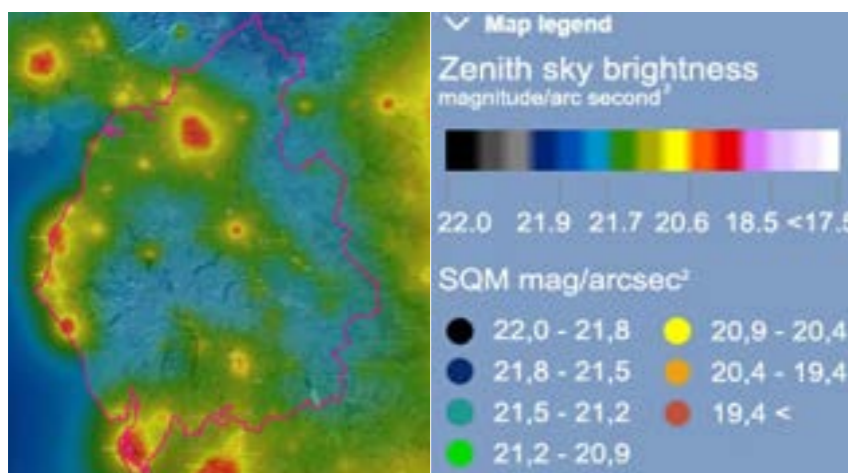 Map legend
Zenith sky brightness
magnitude/arc second²
22.0 21.9 21.7 20.6 18.5 <17.5
SQM mag/arcsec²
22,0 - 21,8
20,9 - 20,4
21,8 - 21,5
20,4 - 19,4
21,5 - 21,2
19,4 <
21,2 - 20,9